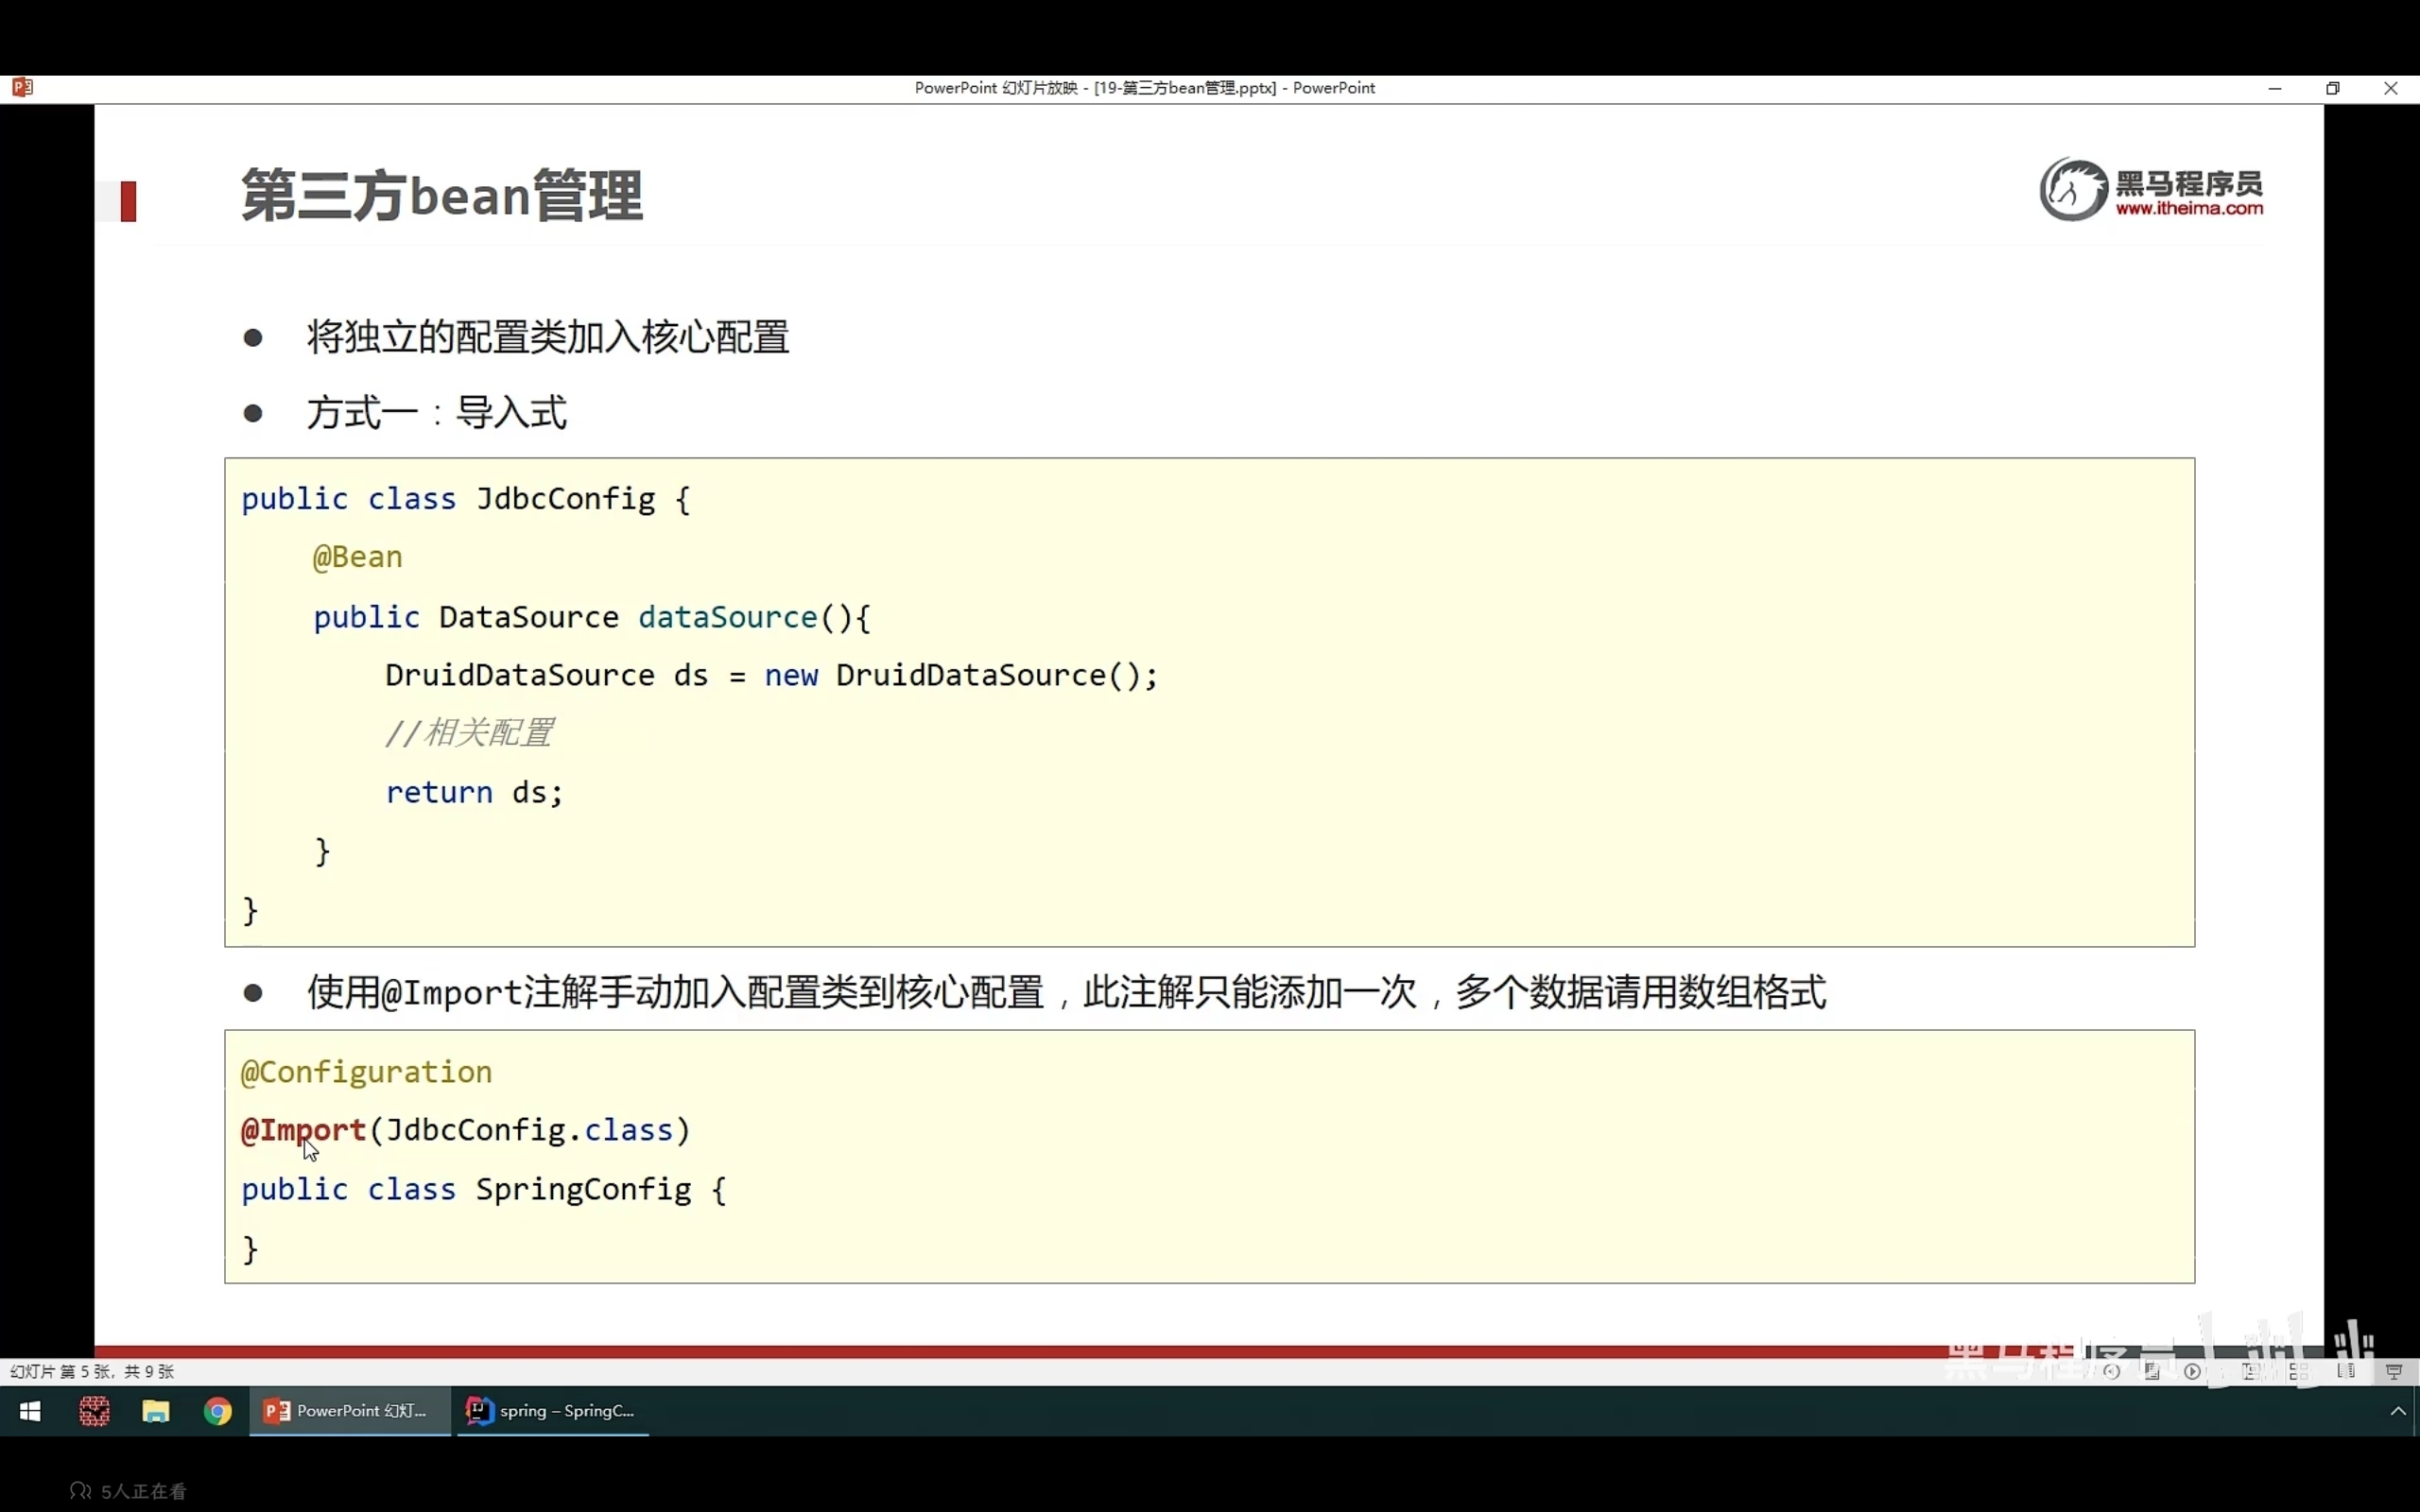 PowerPoint 幻灯片放映 - [19-第三方bean管理.pptx] - PowerPoint
第三方bean管理
黑马程序员
www.itheima.com
● 将独立的配置类加入核心配置
● 方式一：导入式
public class JdbcConfig {
@Bean
public DataSource dataSource(){
DruidDataSource ds = new DruidDataSource();
//相关配置
return ds;
}
}
● 使用@Import注解手动加入配置类到核心配置，此注解只能添加一次，多个数据请用数组格式
@Configuration
@Import(JdbcConfig.class)
public class SpringConfig {
}
黑马程序员
幻灯片 第 5 张，共 9 张
PowerPoint 幻灯...
spring – SpringC...
5人正在看